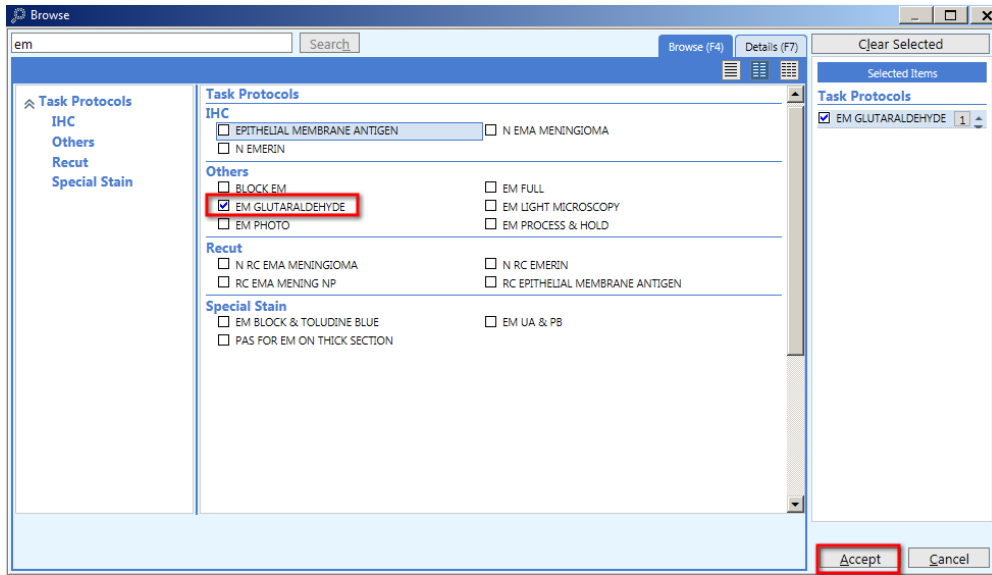 Browse
em
Search
Browse (F4)
Details (F7)
Clear Selected
Selected Items
Task Protocols
EM GLUTARALDEHYDE 1
Task Protocols
IHC
Others
Recut
Special Stain
Task Protocols
IHC
EPITHELIAL MEMBRANE ANTIGEN N EMA MENINGIOMA
N EMERIN
Others
BLOCK EM EM FULL
EM GLUTARALDEHYDE EM LIGHT MICROSCOPY
EM PHOTO EM PROCESS & HOLD
Recut
N RC EMA MENINGIOMA N RC EMERIN
RC EMA MENING NP RC EPITHELIAL MEMBRANE ANTIGEN
Special Stain
EM BLOCK & TOLUDINE BLUE EM UA & PB
PAS FOR EM ON THICK SECTION
Accept Cancel